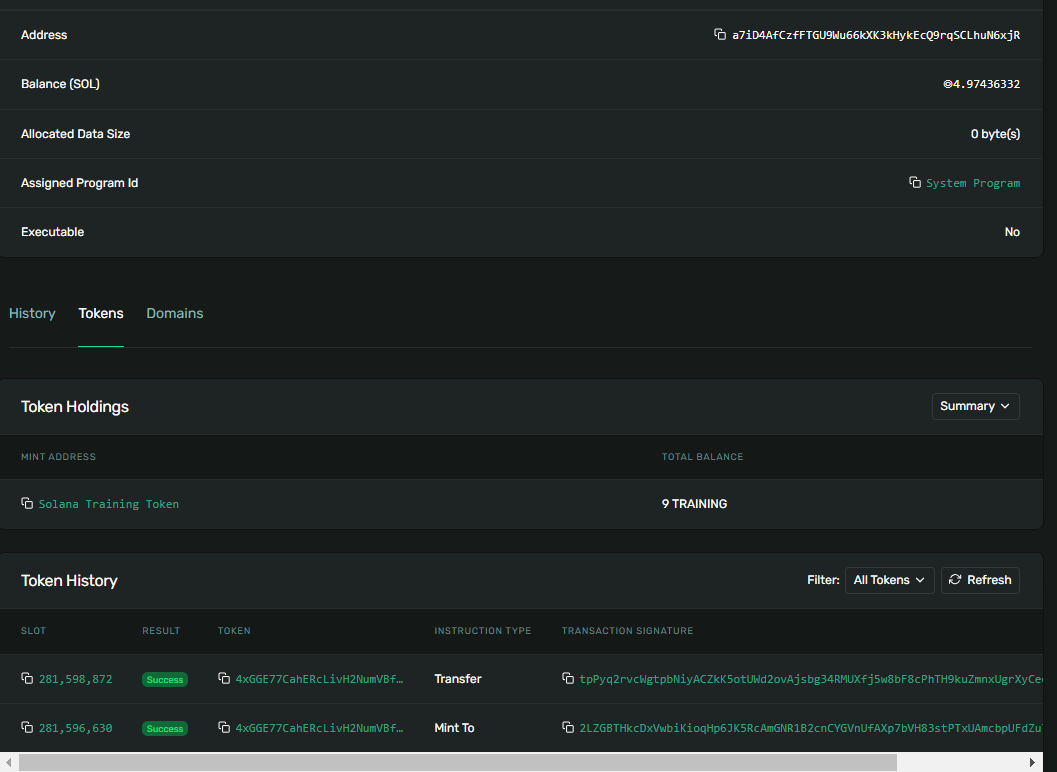 Address a7iD4AfCzfFTGU9Wu66kXK3kHykEcQ9rqSCLhuN6xjR
Balance (SOL) ◎4.97436332
Allocated Data Size 0 byte(s)
Assigned Program Id System Program
Executable No
History Tokens Domains
Token Holdings Summary
MINT ADDRESS TOTAL BALANCE
Solana Training Token 9 TRAINING
Token History Filter: All Tokens Refresh
SLOT RESULT TOKEN INSTRUCTION TYPE TRANSACTION SIGNATURE
281,598,872 Success 4xGGE77CahERcLivH2NumVBf… Transfer tpPyq2rvcWgtpbNiyACZkK5otUWd2ovAjsbg34RMUXfj5w8bF8cPhTH9kuZmnxUgrXyCe
281,596,630 Success 4xGGE77CahERcLivH2NumVBf… Mint To 2LZGBTHkcDxVwbiKioqHp6JK5RcAmGNR1B2cnCYGVnUfAXp7bVH83stPTxUAmcbpUFdZu